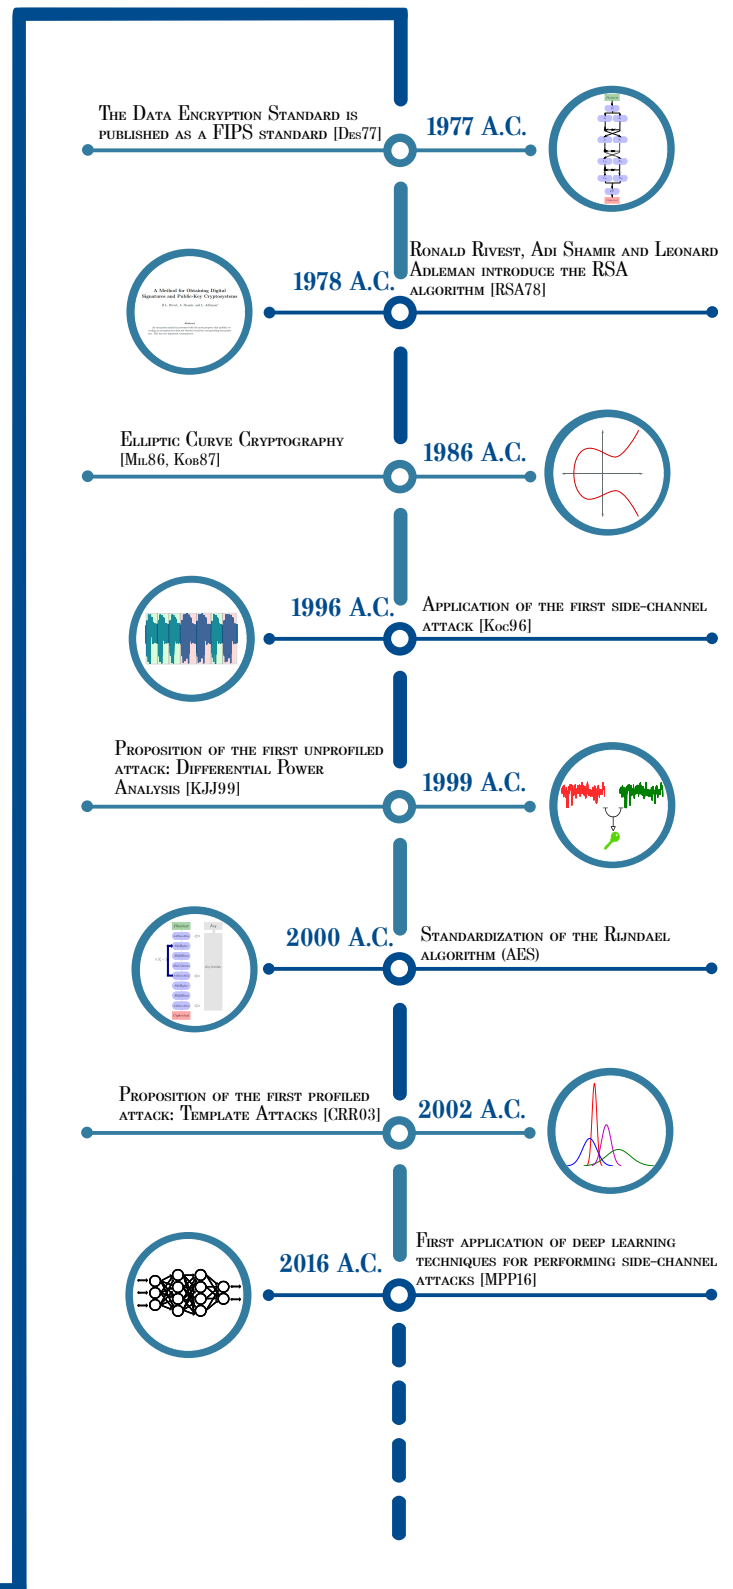 The Data Encryption Standard is
published as a FIPS standard [Des77]
1977 A.C.
Ronald Rivest, Adi Shamir and Leonard
Adleman introduce the RSA
algorithm [RSA78]
1978 A.C.
A Method for Obtaining Digital
Signatures and Public-Key Cryptosystems
Elliptic Curve Cryptography
[Mil86, Kob87]
1986 A.C.
1996 A.C.
Application of the first side-channel
attack [Koc96]
Proposition of the first unprofiled
attack: Differential Power
Analysis [KJJ99]
1999 A.C.
2000 A.C.
Standardization of the Rijndael
algorithm (AES)
Proposition of the first profiled
attack: Template Attacks [CRR03]
2002 A.C.
2016 A.C.
First application of deep learning
techniques for performing side-channel
attacks [MPP16]